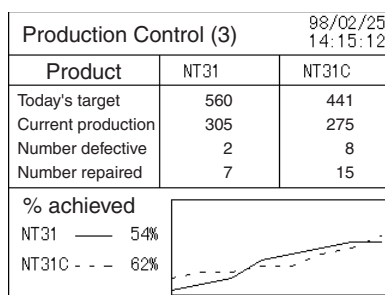 Production Control (3)
98/02/25
14:15:12
Product NT31 NT31C
Today's target 560 441
Current production 305 275
Number defective 2 8
Number repaired 7 15
% achieved
NT31 —— 54%
NT31C - - - 62%